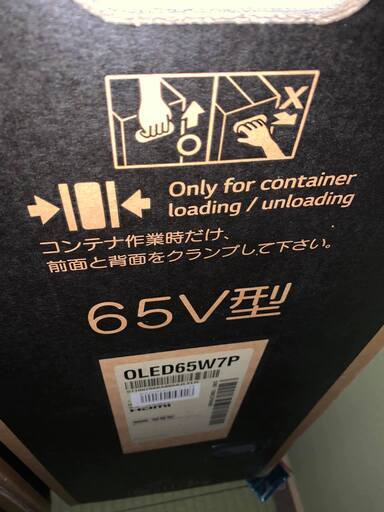 X
Only for container
loading / unloading
コンテナ作業時だけ、
前面と背面をクランプして下さい。
65V型
OLED65W7P